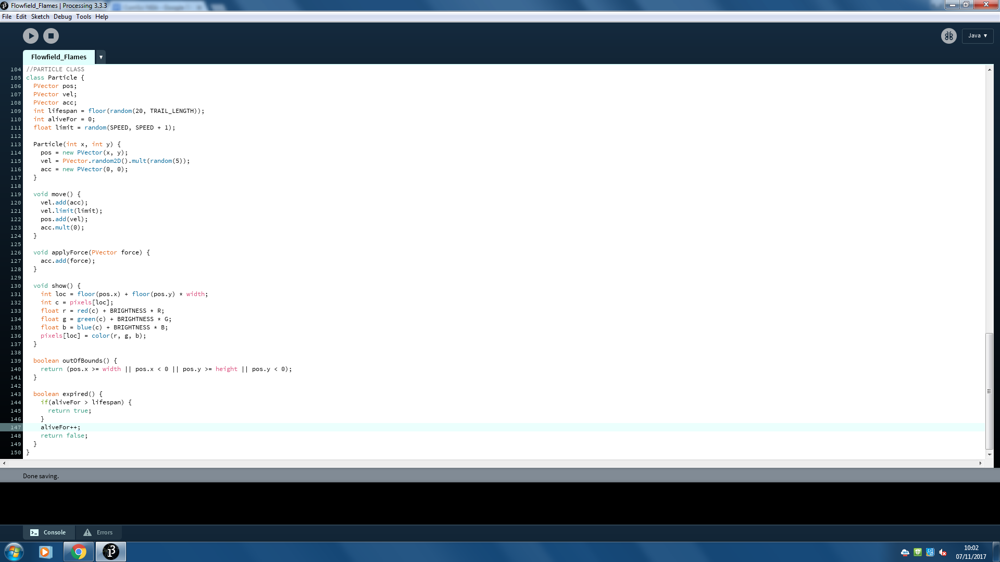 Flowfield_Flames | Processing 3.3.3
File Edit Sketch Debug Tools Help
Java ▼
Flowfield_Flames ▼
104 //PARTICLE CLASS
105 class Particle {
106   PVector pos;
107   PVector vel;
108   PVector acc;
109   int lifespan = floor(random(20, TRAIL_LENGTH));
110   int aliveFor = 0;
111   float limit = random(SPEED, SPEED + 1);
112
113   Particle(int x, int y) {
114     pos = new PVector(x, y);
115     vel = PVector.random2D().mult(random(5));
116     acc = new PVector(0, 0);
117   }
118
119   void move() {
120     vel.add(acc);
121     vel.limit(limit);
122     pos.add(vel);
123     acc.mult(0);
124   }
125
126   void applyForce(PVector force) {
127     acc.add(force);
128   }
129
130   void show() {
131     int loc = floor(pos.x) + floor(pos.y) * width;
132     int c = pixels[loc];
133     float r = red(c) + BRIGHTNESS * R;
134     float g = green(c) + BRIGHTNESS * G;
135     float b = blue(c) + BRIGHTNESS * B;
136     pixels[loc] = color(r, g, b);
137   }
138
139   boolean outOfBounds() {
140     return (pos.x >= width || pos.x < 0 || pos.y >= height || pos.y < 0);
141   }
142
143   boolean expired() {
144     if(aliveFor > lifespan) {
145       return true;
146     }
147     aliveFor++;
148     return false;
149   }
150 }
Done saving.
Console Errors
10:02
07/11/2017